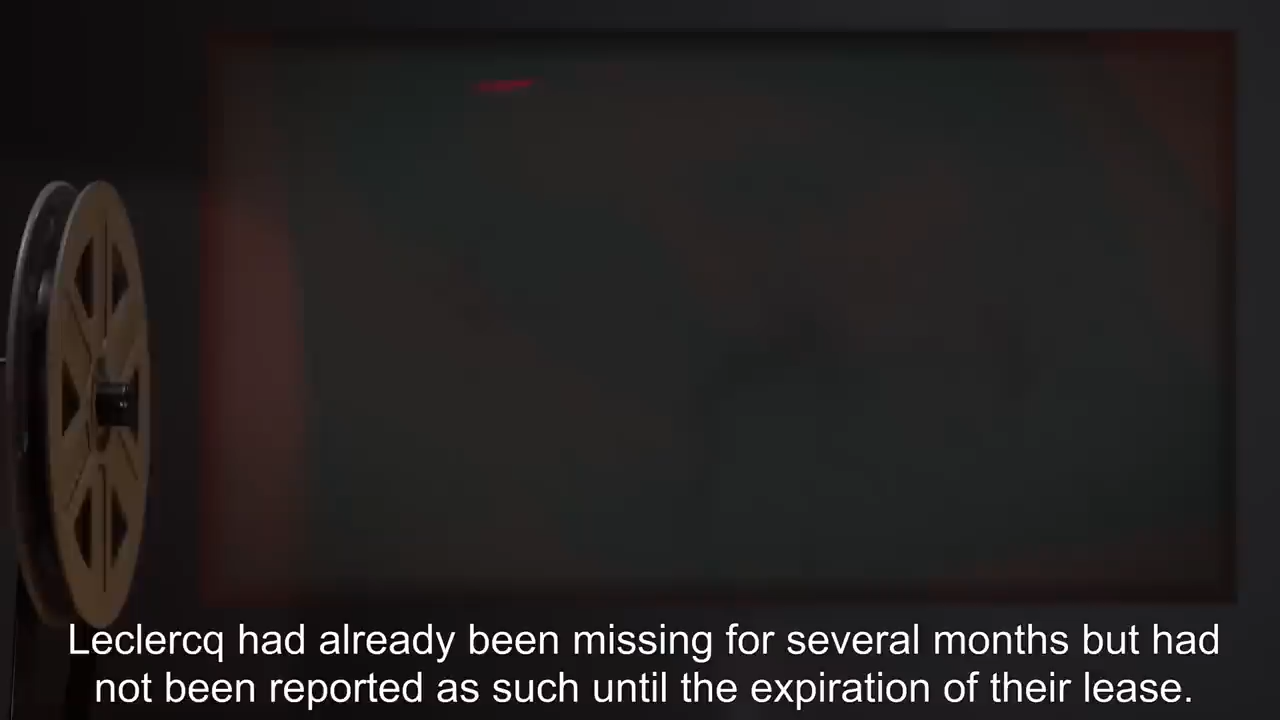 Leclercq had already been missing for several months but had
not been reported as such until the expiration of their lease.